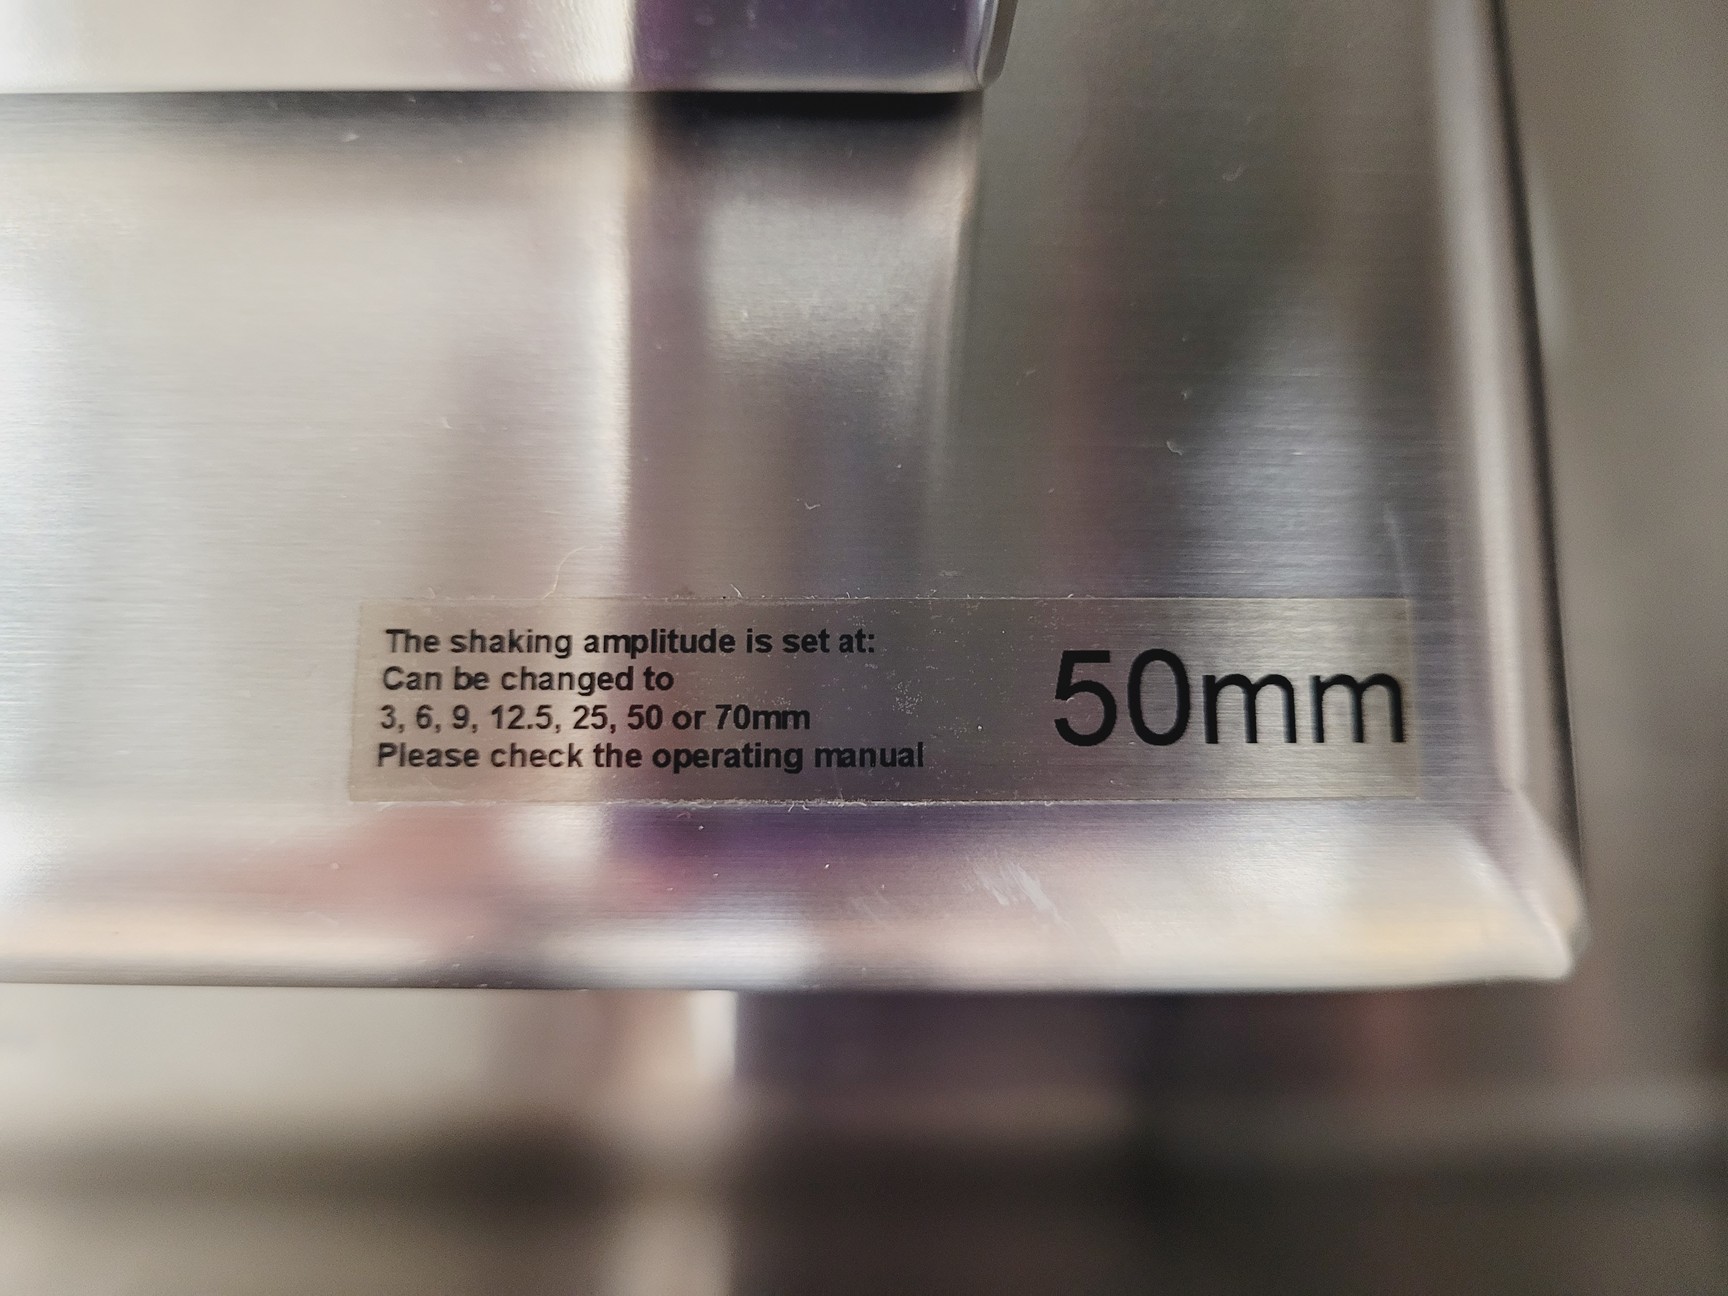 The shaking amplitude is set at:
Can be changed to
3, 6, 9, 12.5, 25, 50 or 70mm
Please check the operating manual
50mm